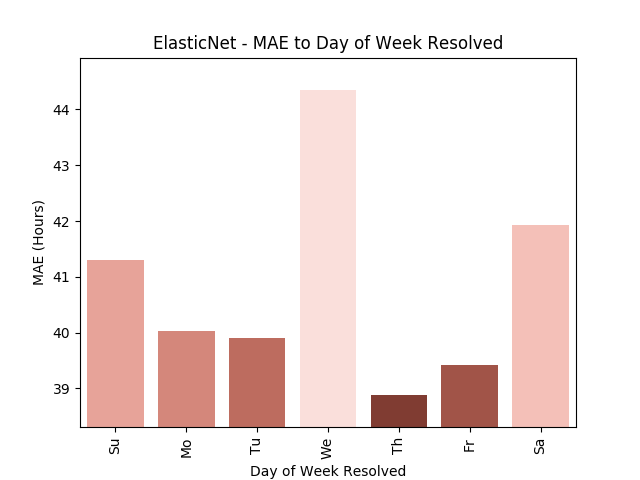 ElasticNet - MAE to Day of Week Resolved
MAE (Hours)
44
43
42
41
40
39
Su
Mo
Tu
We
Th
Fr
Sa
Day of Week Resolved